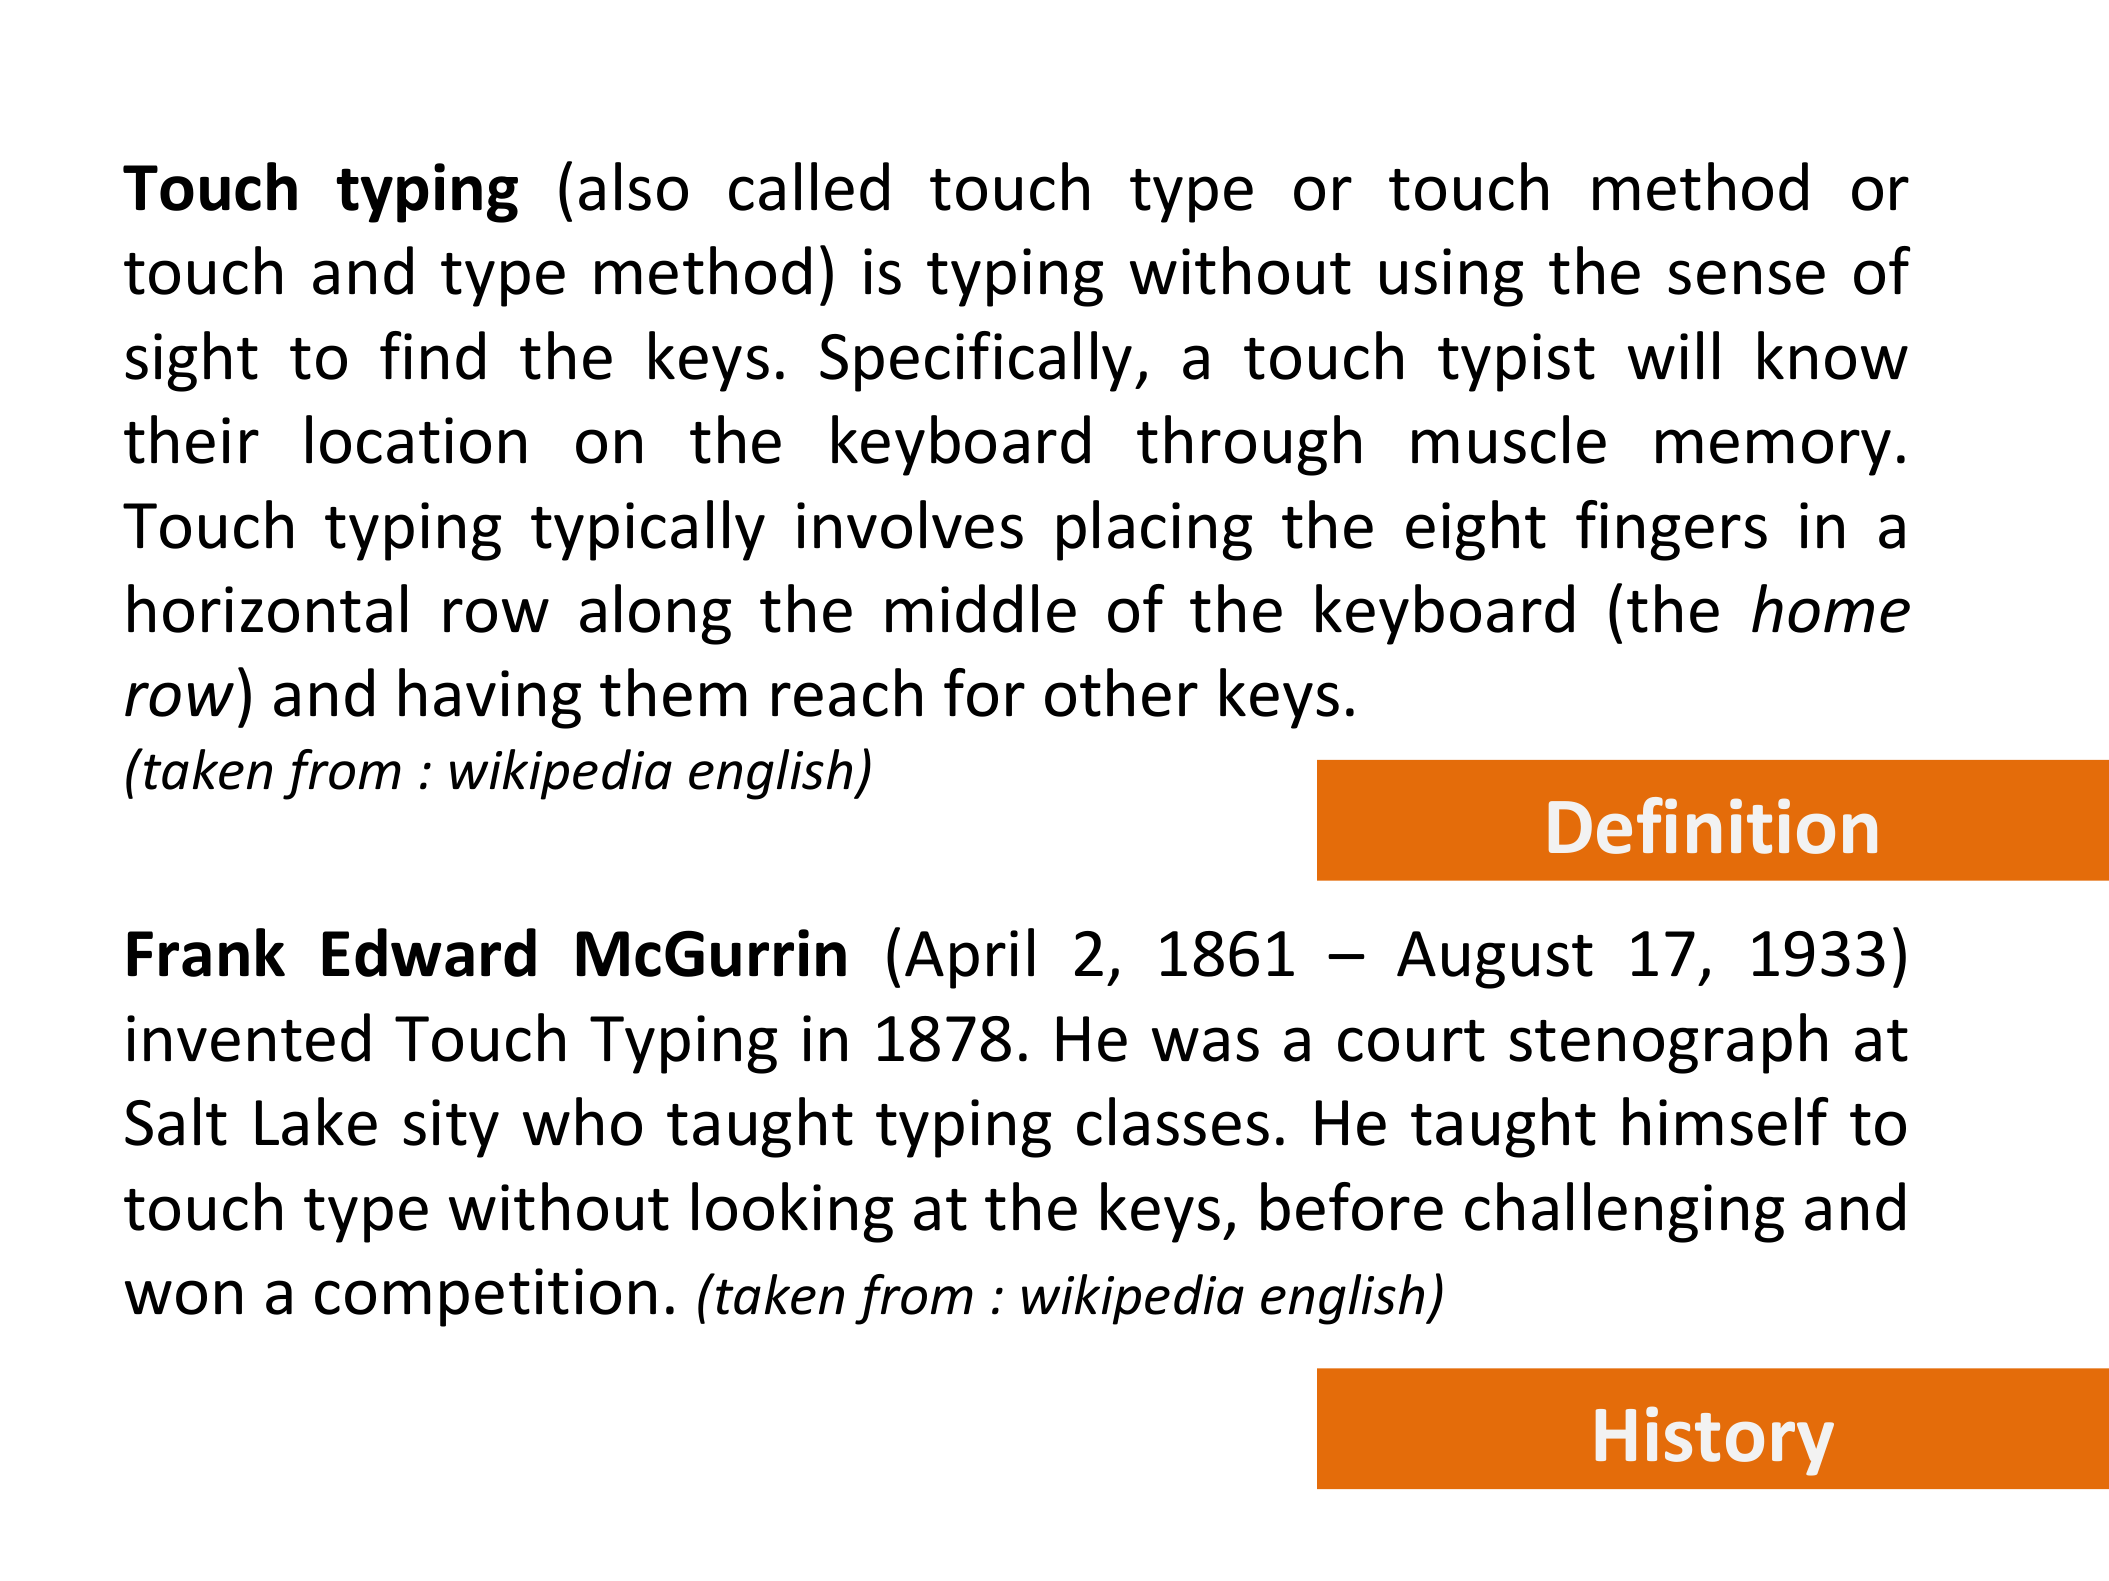 Touch typing (also called touch type or touch method or
touch and type method) is typing without using the sense of
sight to find the keys. Specifically, a touch typist will know
their location on the keyboard through muscle memory.
Touch typing typically involves placing the eight fingers in a
horizontal row along the middle of the keyboard (the home
row) and having them reach for other keys.
(taken from : wikipedia english)
Definition
Frank Edward McGurrin (April 2, 1861 – August 17, 1933)
invented Touch Typing in 1878. He was a court stenograph at
Salt Lake sity who taught typing classes. He taught himself to
touch type without looking at the keys, before challenging and
won a competition. (taken from : wikipedia english)
History